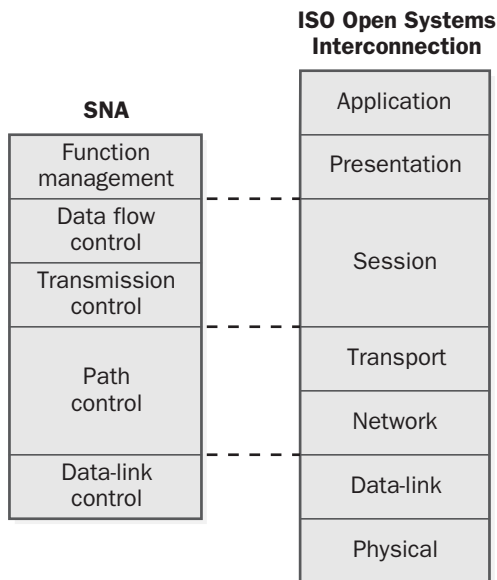 SNA
Function
management
Data flow
control
Transmission
control
Path
control
Data-link
control
ISO Open Systems
Interconnection
Application
Presentation
Session
Transport
Network
Data-link
Physical